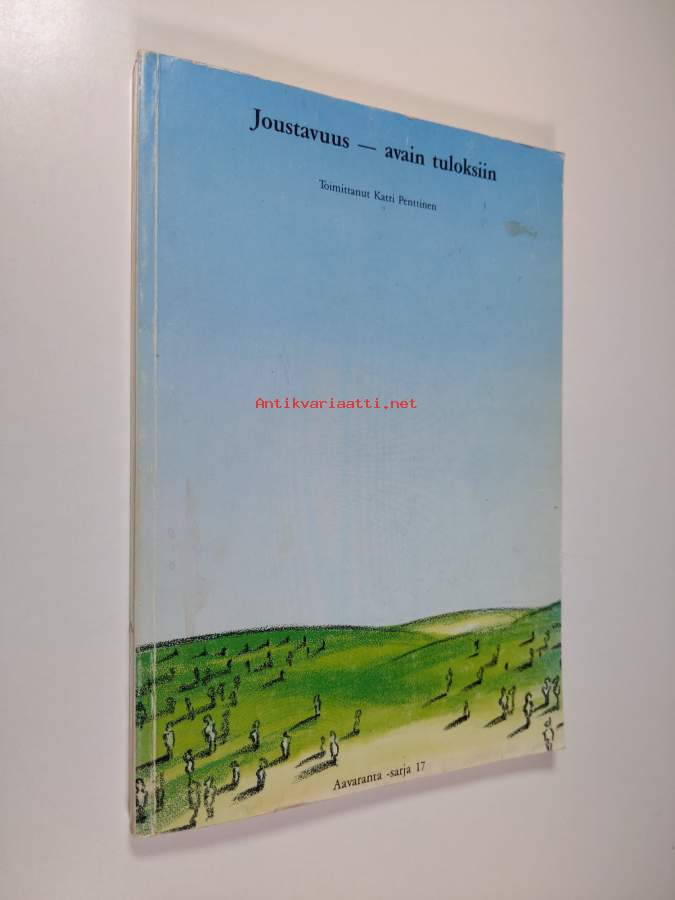 Joustavuus — avain tuloksiin
Toimittanut Katri Penttinen
Antikvariaatti.net
Aavaranta -sarja 17